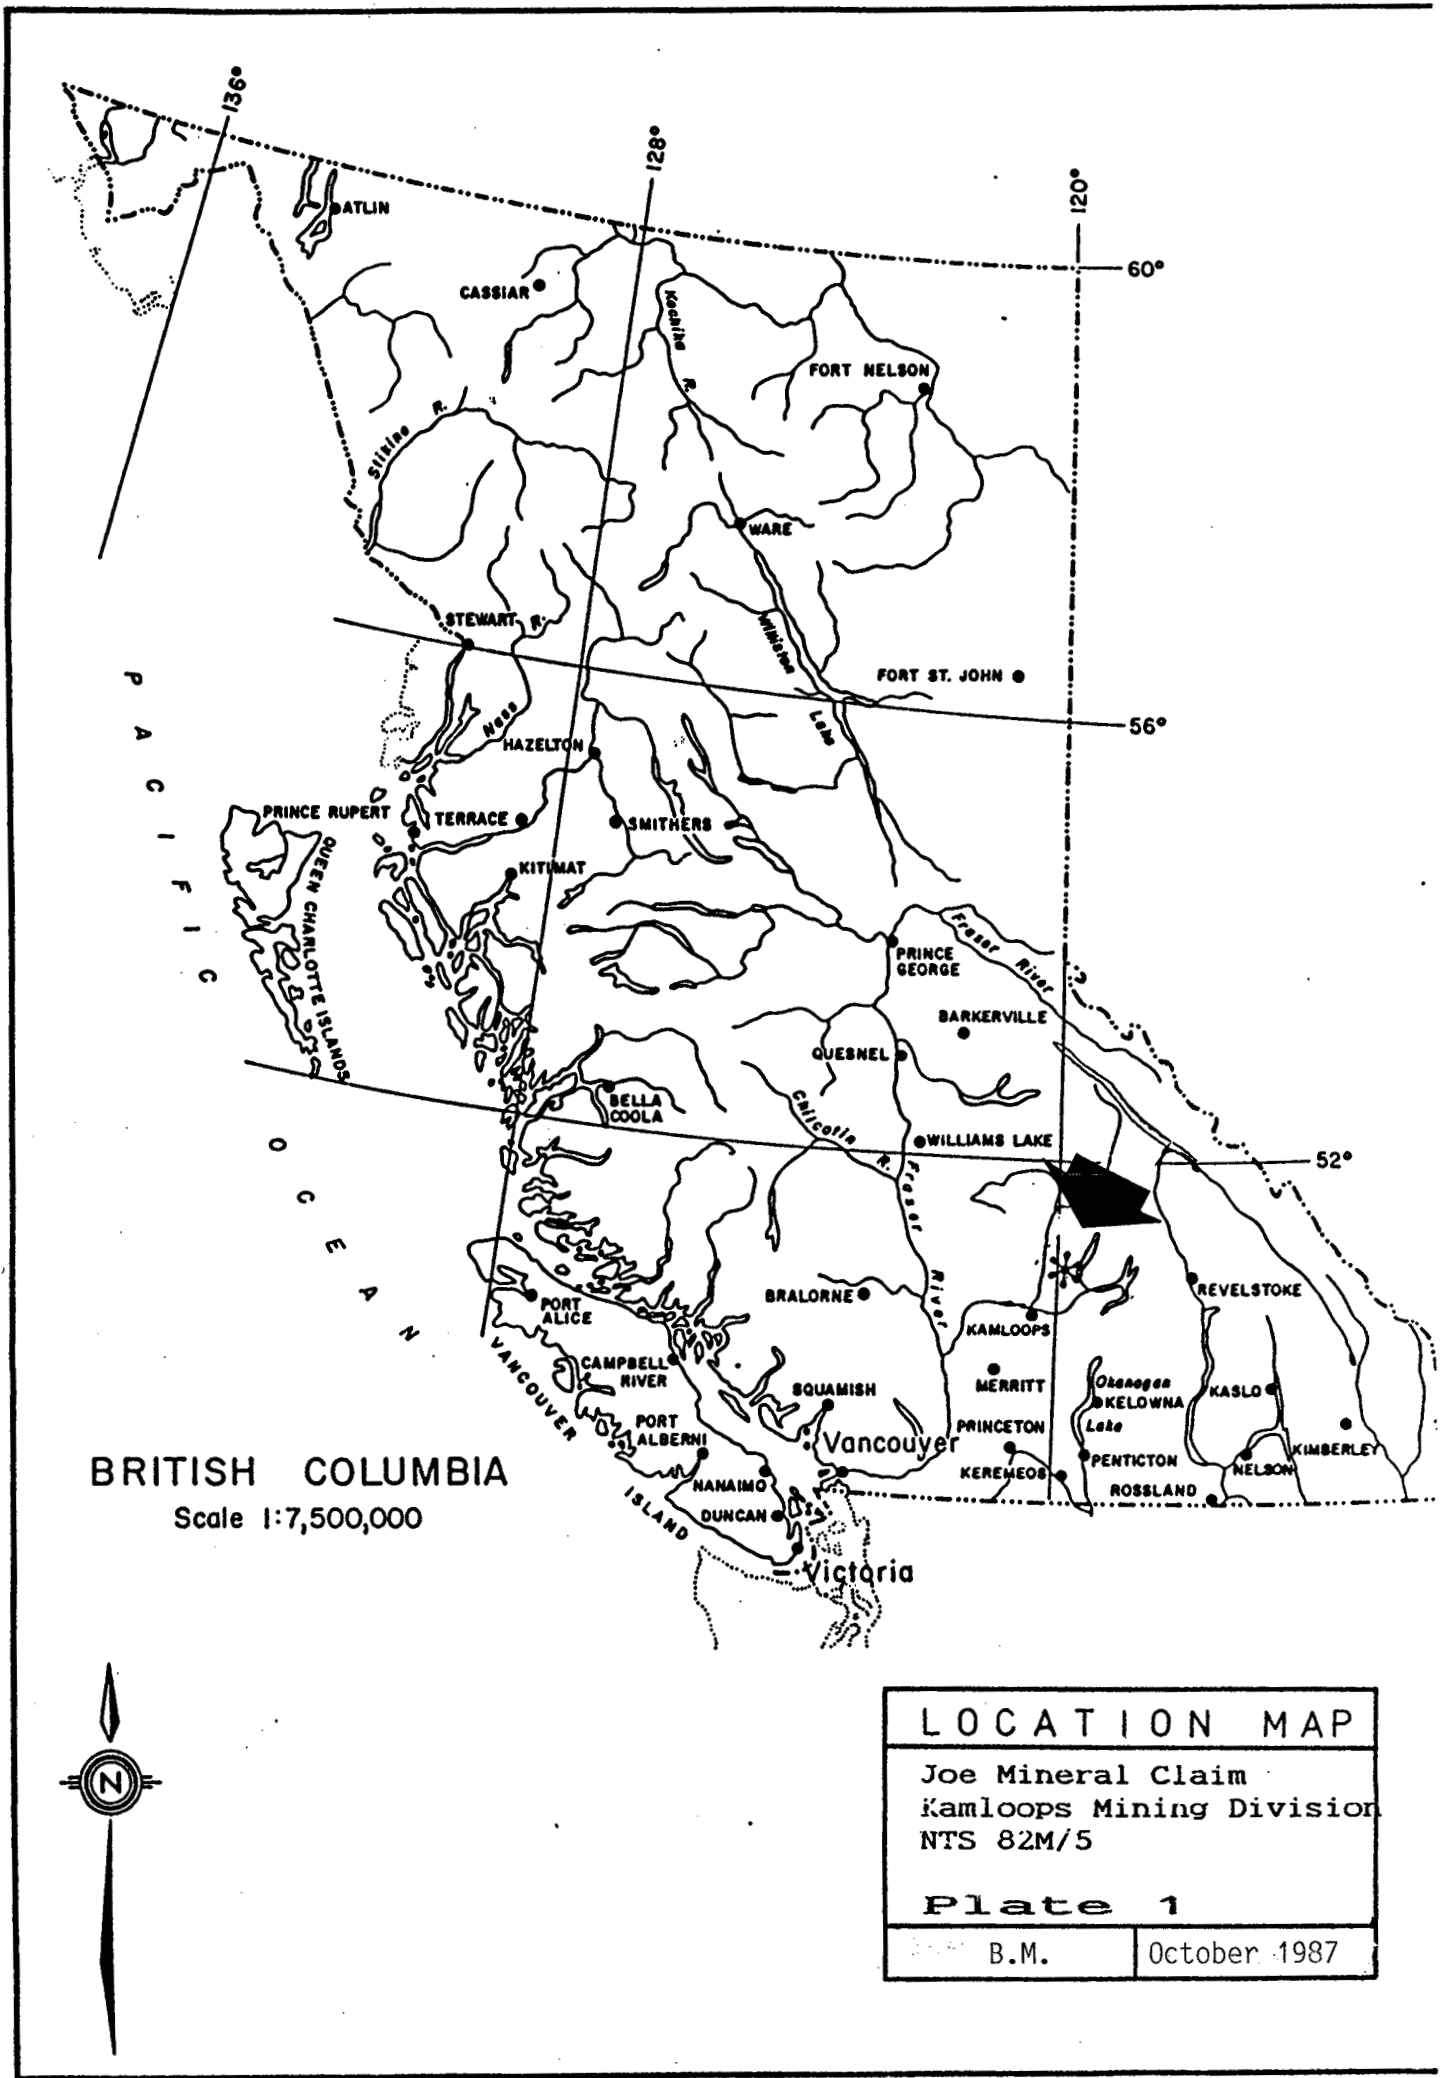 136°
128°
120°
ATLIN
60°
CASSIAR
Kechika
R.
FORT NELSON
Stikine R.
WARE
STEWART
R.
Williston
Lake
FORT ST. JOHN
56°
Nass
HAZELTON
PACIFIC
OCEAN
PRINCE RUPERT
TERRACE
SMITHERS
KITIMAT
QUEEN CHARLOTTE ISLANDS
Fraser River
PRINCE
GEORGE
BARKERVILLE
QUESNEL
BELLA
COOLA
Chilcotin
R.
WILLIAMS LAKE
52°
Fraser
River
REVELSTOKE
BRALORNE
PORT
ALICE
KAMLOOPS
VANCOUVER
ISLAND
CAMPBELL
RIVER
MERRITT
SQUAMISH
Okanogan
Lake
KELOWNA
KASLO
PORT
ALBERNI
PRINCETON
Vancouver
KIMBERLEY
PENTICTON
NELSON
KEREMEOS
NANAIMO
ROSSLAND
DUNCAN
Victoria
BRITISH COLUMBIA
Scale 1:7,500,000
N
LOCATION MAP
Joe Mineral Claim
Kamloops Mining Division
NTS 82M/5
Plate 1
B.M.
October 1987